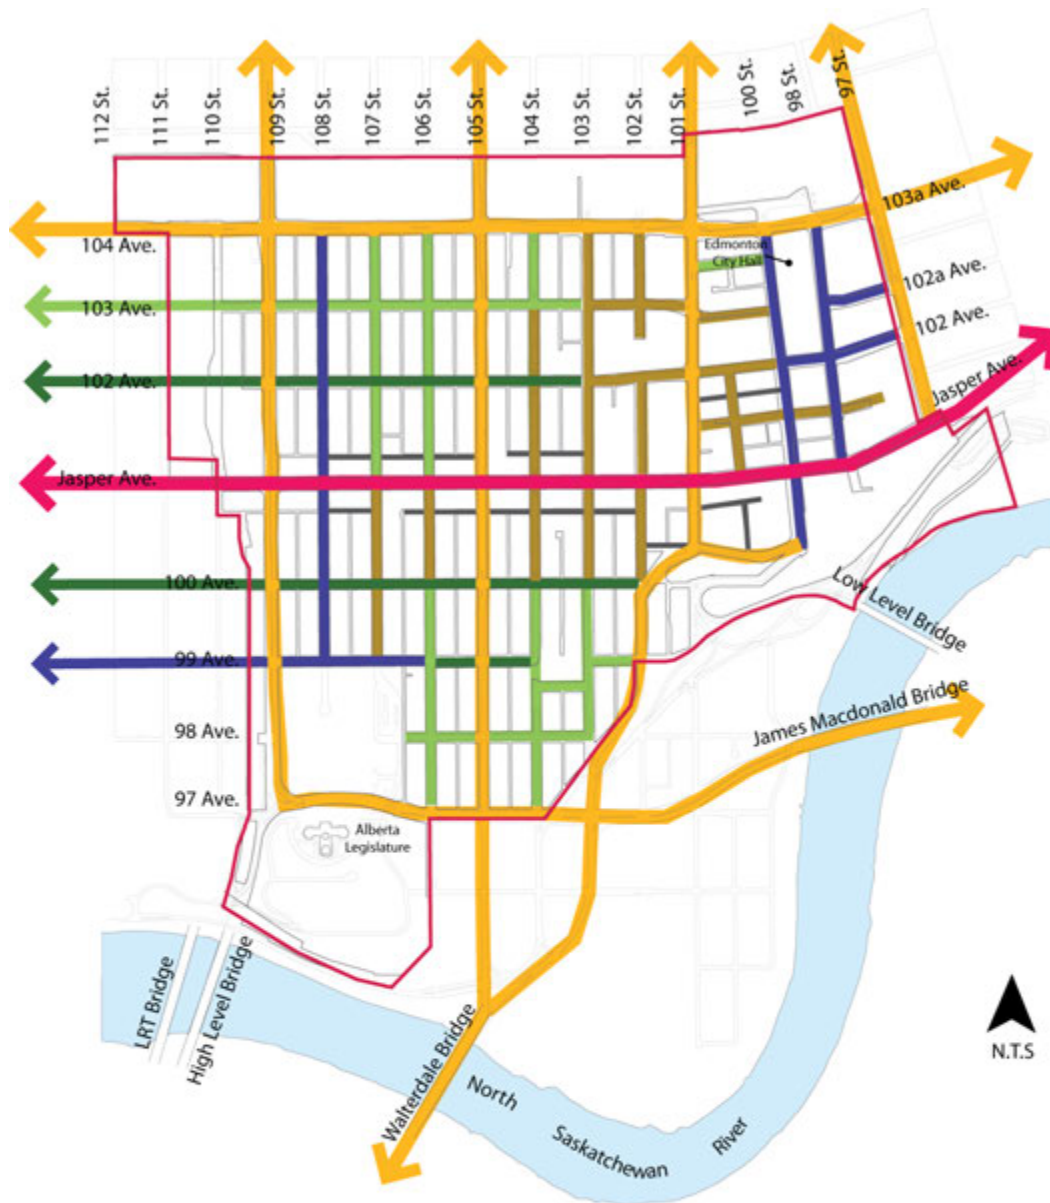 112 St.
111 St.
110 St.
109 St.
108 St.
107 St.
106 St.
105 St.
104 St.
103 St.
102 St.
101 St.
100 St.
98 St.
97 St.
103a Ave.
104 Ave.
Edmonton
City Hall
102a Ave.
103 Ave.
102 Ave.
102 Ave.
Jasper Ave.
Jasper Ave.
100 Ave.
Low Level Bridge
99 Ave.
James Macdonald Bridge
98 Ave.
97 Ave.
Alberta
Legislature
LRT Bridge
High Level Bridge
Walterdale Bridge
N.T.S
North
Saskatchewan
River